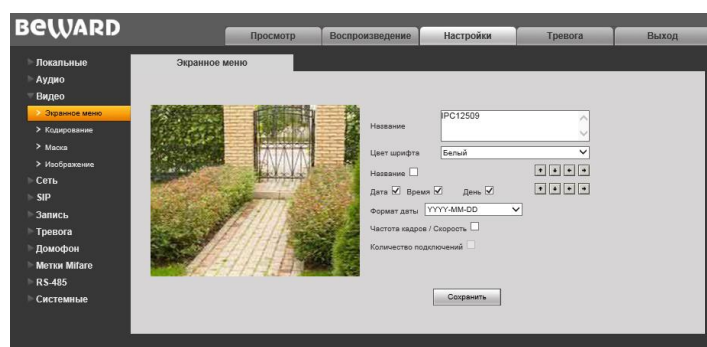 BEWARD
Просмотр Воспроизведение Настройки Тревога Выход
Локальные
Аудио
Видео
Экранное меню
Кодирование
Маска
Изображение
Сеть
SIP
Запись
Тревога
Домофон
Метки Mifare
RS-485
Системные
Экранное меню
Название IPC12509
Цвет шрифта Белый
Название
Дата Время День
Формат даты YYYY-MM-DD
Частота кадров / Скорость
Количество подключений
Сохранить